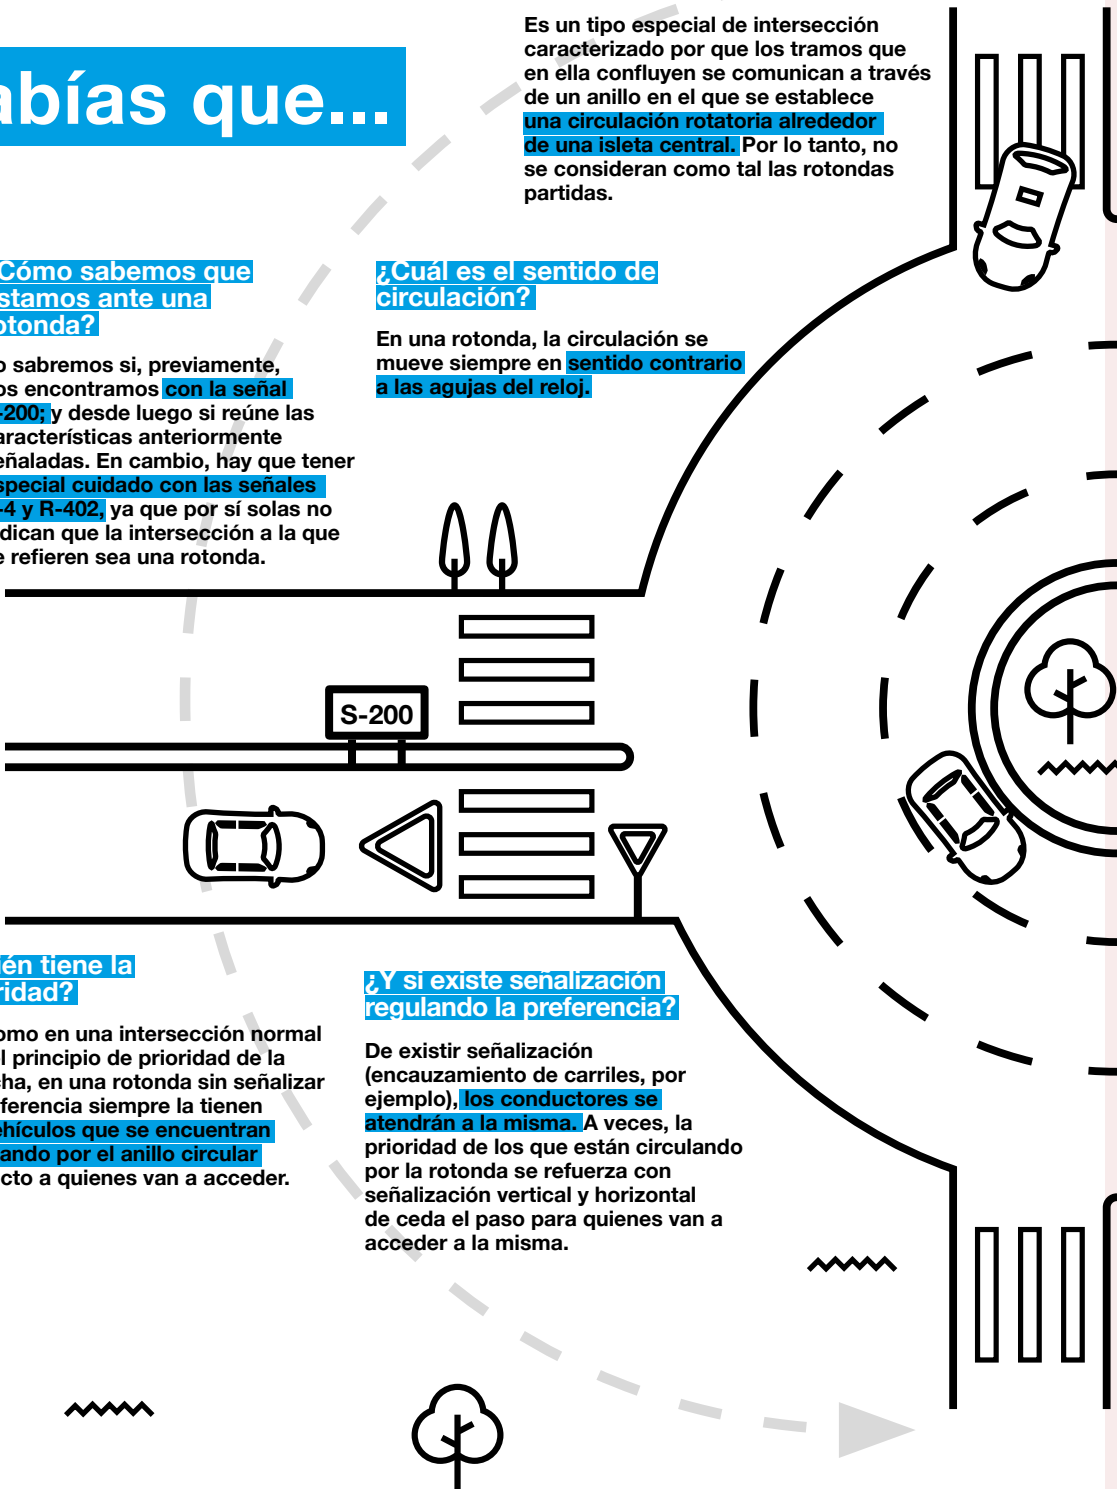 abías que...
Es un tipo especial de intersección
caracterizado por que los tramos que
en ella confluyen se comunican a través
de un anillo en el que se establece
una circulación rotatoria alrededor
de una isleta central. Por lo tanto, no
se consideran como tal las rotondas
partidas.
Cómo sabemos que
stamos ante una
otonda?
o sabremos si, previamente,
os encontramos con la señal
-200; y desde luego si reúne las
aracterísticas anteriormente
eñaladas. En cambio, hay que tener
special cuidado con las señales
-4 y R-402, ya que por sí solas no
dican que la intersección a la que
e refieren sea una rotonda.
¿Cuál es el sentido de
circulación?
En una rotonda, la circulación se
mueve siempre en sentido contrario
a las agujas del reloj.
S-200
ién tiene la
ridad?
omo en una intersección normal
l principio de prioridad de la
cha, en una rotonda sin señalizar
ferencia siempre la tienen
ehículos que se encuentran
ando por el anillo circular
cto a quienes van a acceder.
¿Y si existe señalización
regulando la preferencia?
De existir señalización
(encauzamiento de carriles, por
ejemplo), los conductores se
atendrán a la misma. A veces, la
prioridad de los que están circulando
por la rotonda se refuerza con
señalización vertical y horizontal
de ceda el paso para quienes van a
acceder a la misma.